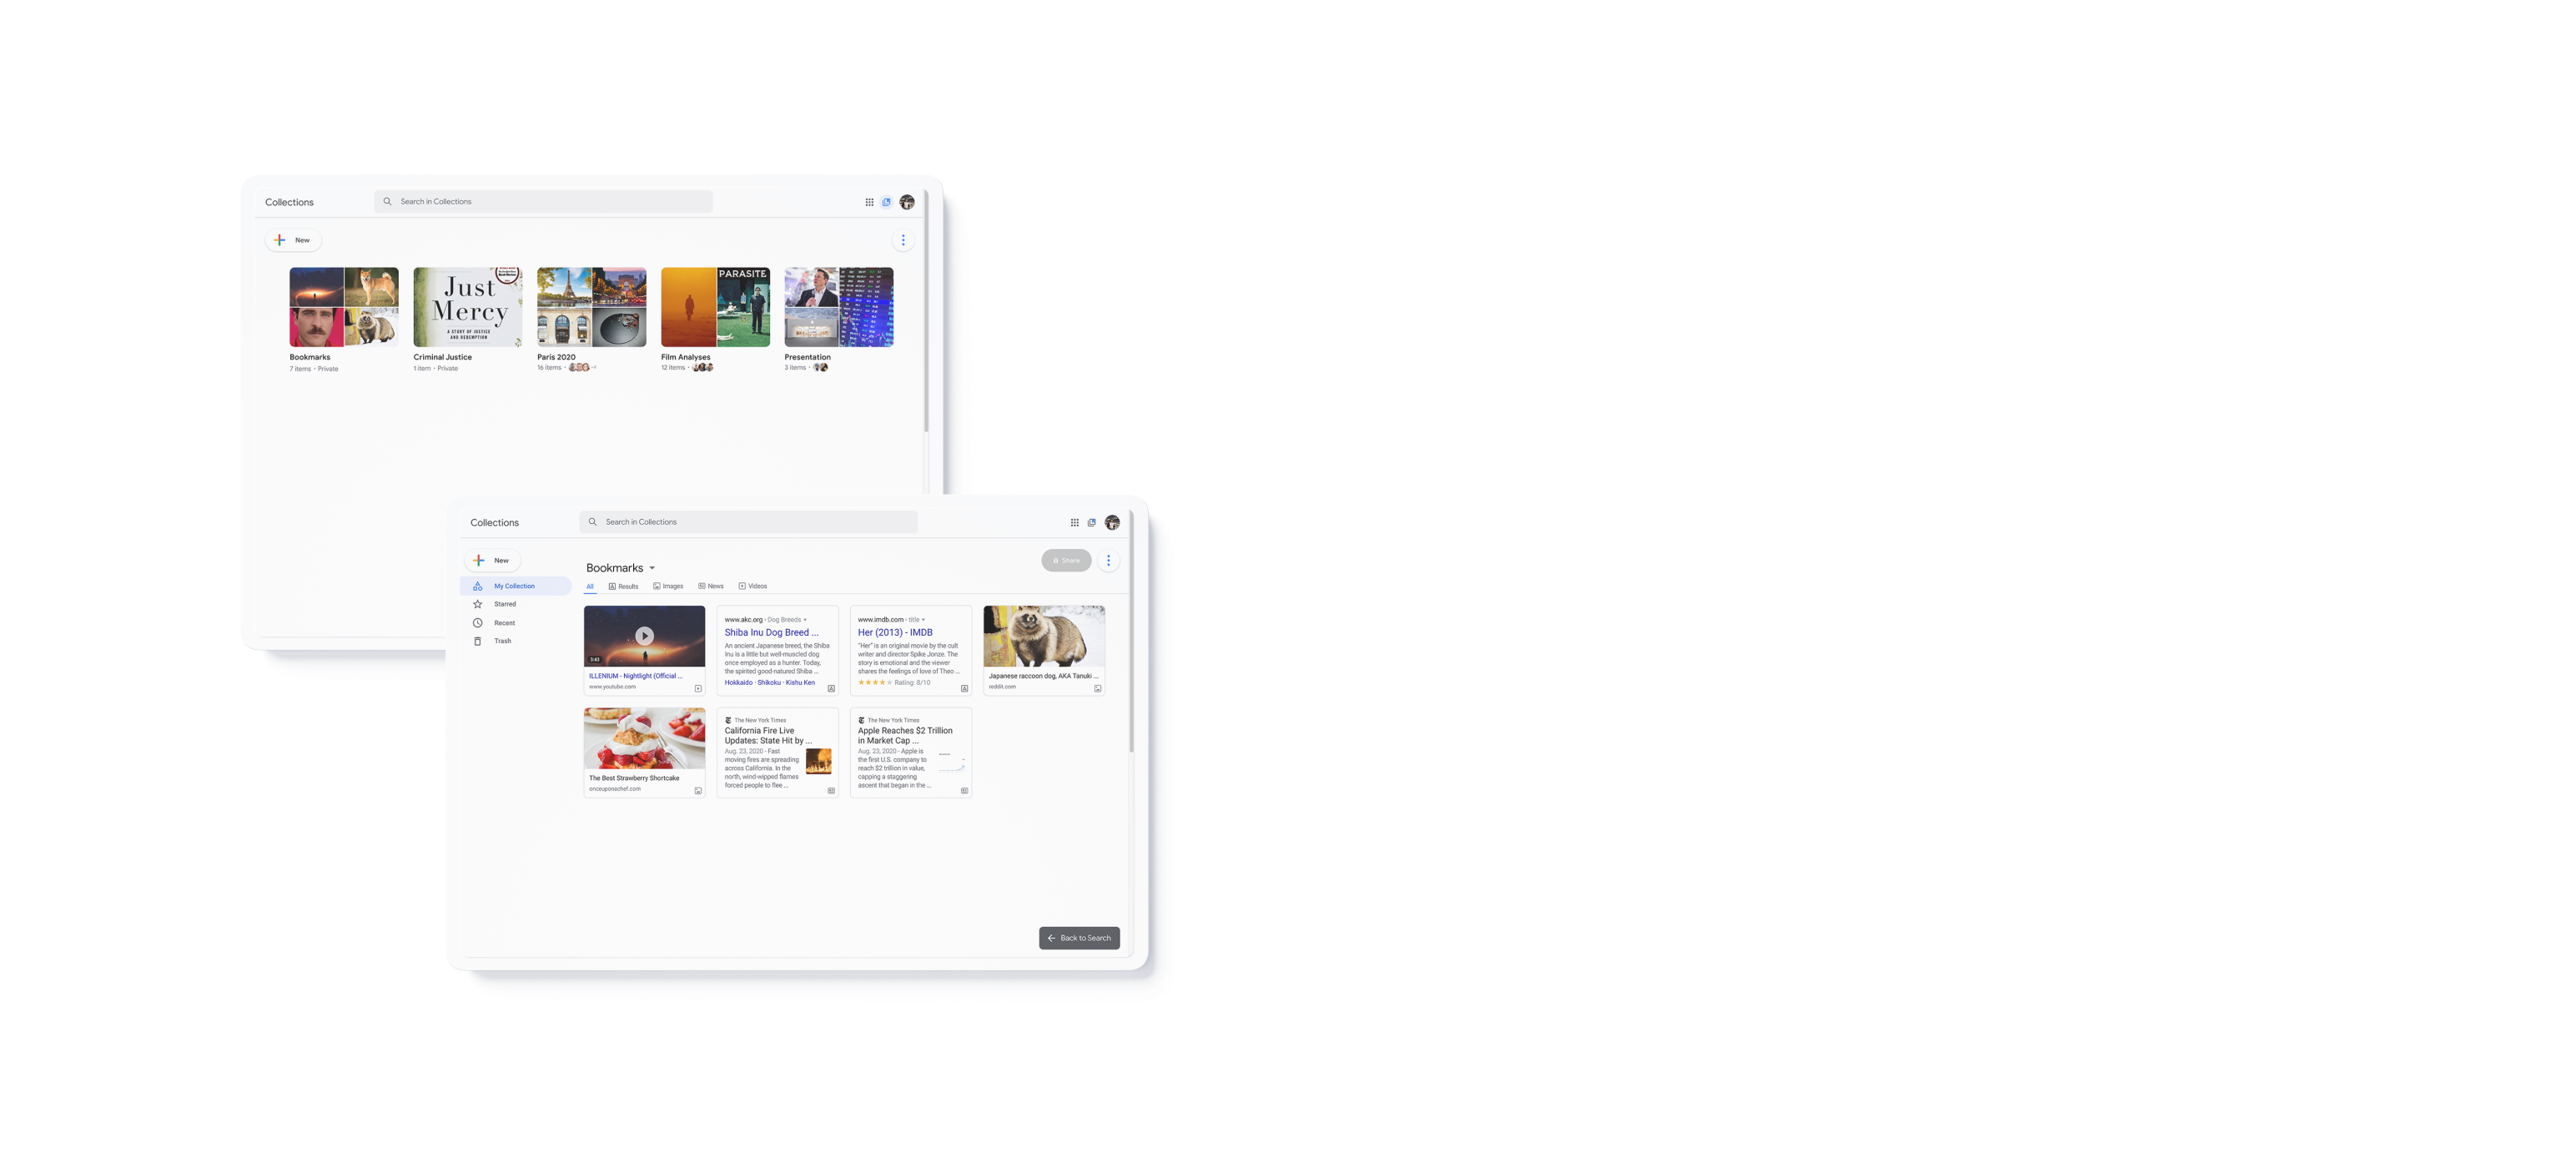 Collections
Search in Collections
New
Just
Mercy
A STORY OF JUSTICE
AND REDEMPTION
PARASITE
Bookmarks
7 items · Private
Criminal Justice
1 item · Private
Paris 2020
16 items ·
Film Analyses
12 items ·
Presentation
3 items ·
Collections
Search in Collections
New
Bookmarks
Share
My Collection
Starred
Recent
Trash
All
Results
Images
News
Videos
3:43
ILLENIUM - Nightlight (Official ...
www.youtube.com
www.akc.org › Dog Breeds
Shiba Inu Dog Breed ...
An ancient Japanese breed, the Shiba
Inu is a little but well-muscled dog
once employed as a hunter. Today,
the spirited good-natured Shiba ...
Hokkaido · Shikoku · Kishu Ken
www.imdb.com › title
Her (2013) - IMDB
"Her" is an original movie by the cult
writer and director Spike Jonze. The
story is emotional and the viewer
shares the feelings of love of Theo ...
Rating: 8/10
Japanese raccoon dog, AKA Tanuki ...
reddit.com
The Best Strawberry Shortcake
onceuponachef.com
The New York Times
California Fire Live
Updates: State Hit by ...
Aug. 23, 2020 - Fast
moving fires are spreading
across California. In the
north, wind-wipped flames
forced people to flee ...
The New York Times
Apple Reaches $2 Trillion
in Market Cap ...
Aug. 23, 2020 - Apple is
the first U.S. company to
reach $2 trillion in value,
capping a staggering
ascent that began in the ...
Back to Search